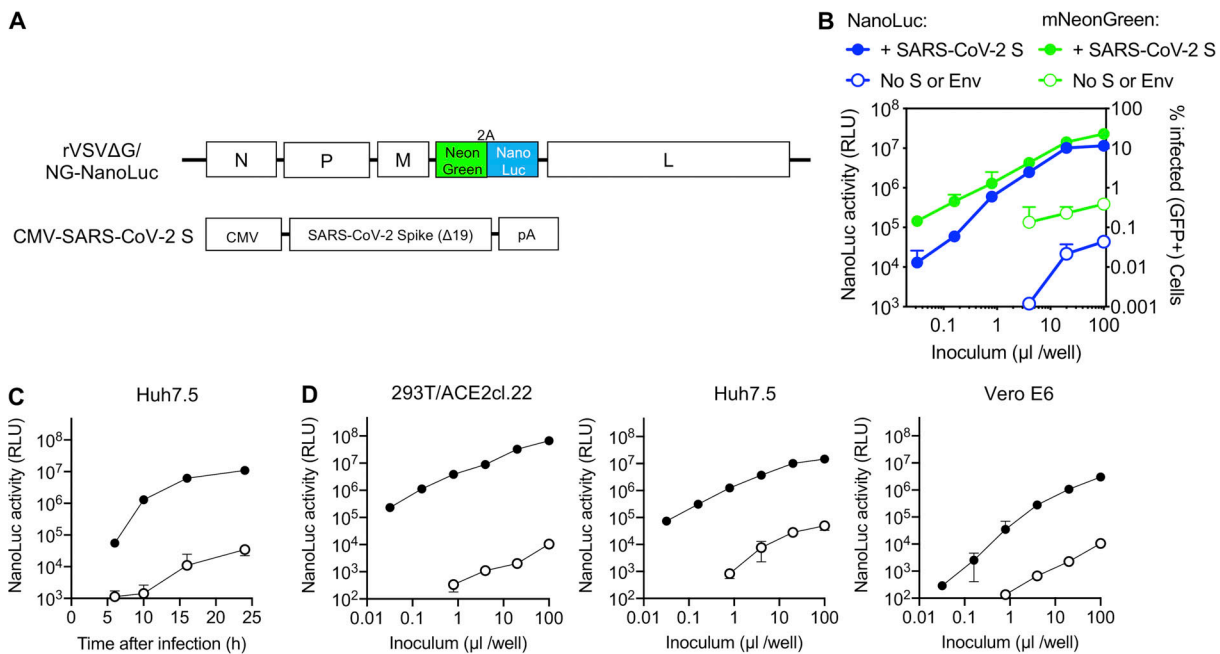 A
2A
rVSVΔG/
NG-NanoLuc
N
P
M
Neon
Green
Nano
Luc
L
CMV-SARS-CoV-2 S
CMV
SARS-CoV-2 Spike (Δ19)
pA
B
NanoLuc: mNeonGreen:
+ SARS-CoV-2 S + SARS-CoV-2 S
No S or Env No S or Env
NanoLuc activity (RLU)
10⁸
10⁷
10⁶
10⁵
10⁴
10³
100
10
1
0.1
0.01
0.001
% infected (GFP+) Cells
0.1 1 10 100
Inoculum (µl /well)
C
Huh7.5
NanoLuc activity (RLU)
10⁸
10⁷
10⁶
10⁵
10⁴
10³
0 5 10 15 20 25
Time after infection (h)
D
293T/ACE2cl.22
NanoLuc activity (RLU)
10⁸
10⁷
10⁶
10⁵
10⁴
10³
10²
0.01 0.1 1 10 100
Inoculum (µl /well)
Huh7.5
NanoLuc activity (RLU)
10⁸
10⁷
10⁶
10⁵
10⁴
10³
10²
0.01 0.1 1 10 100
Inoculum (µl /well)
Vero E6
NanoLuc activity (RLU)
10⁸
10⁷
10⁶
10⁵
10⁴
10³
10²
0.01 0.1 1 10 100
Inoculum (µl /well)